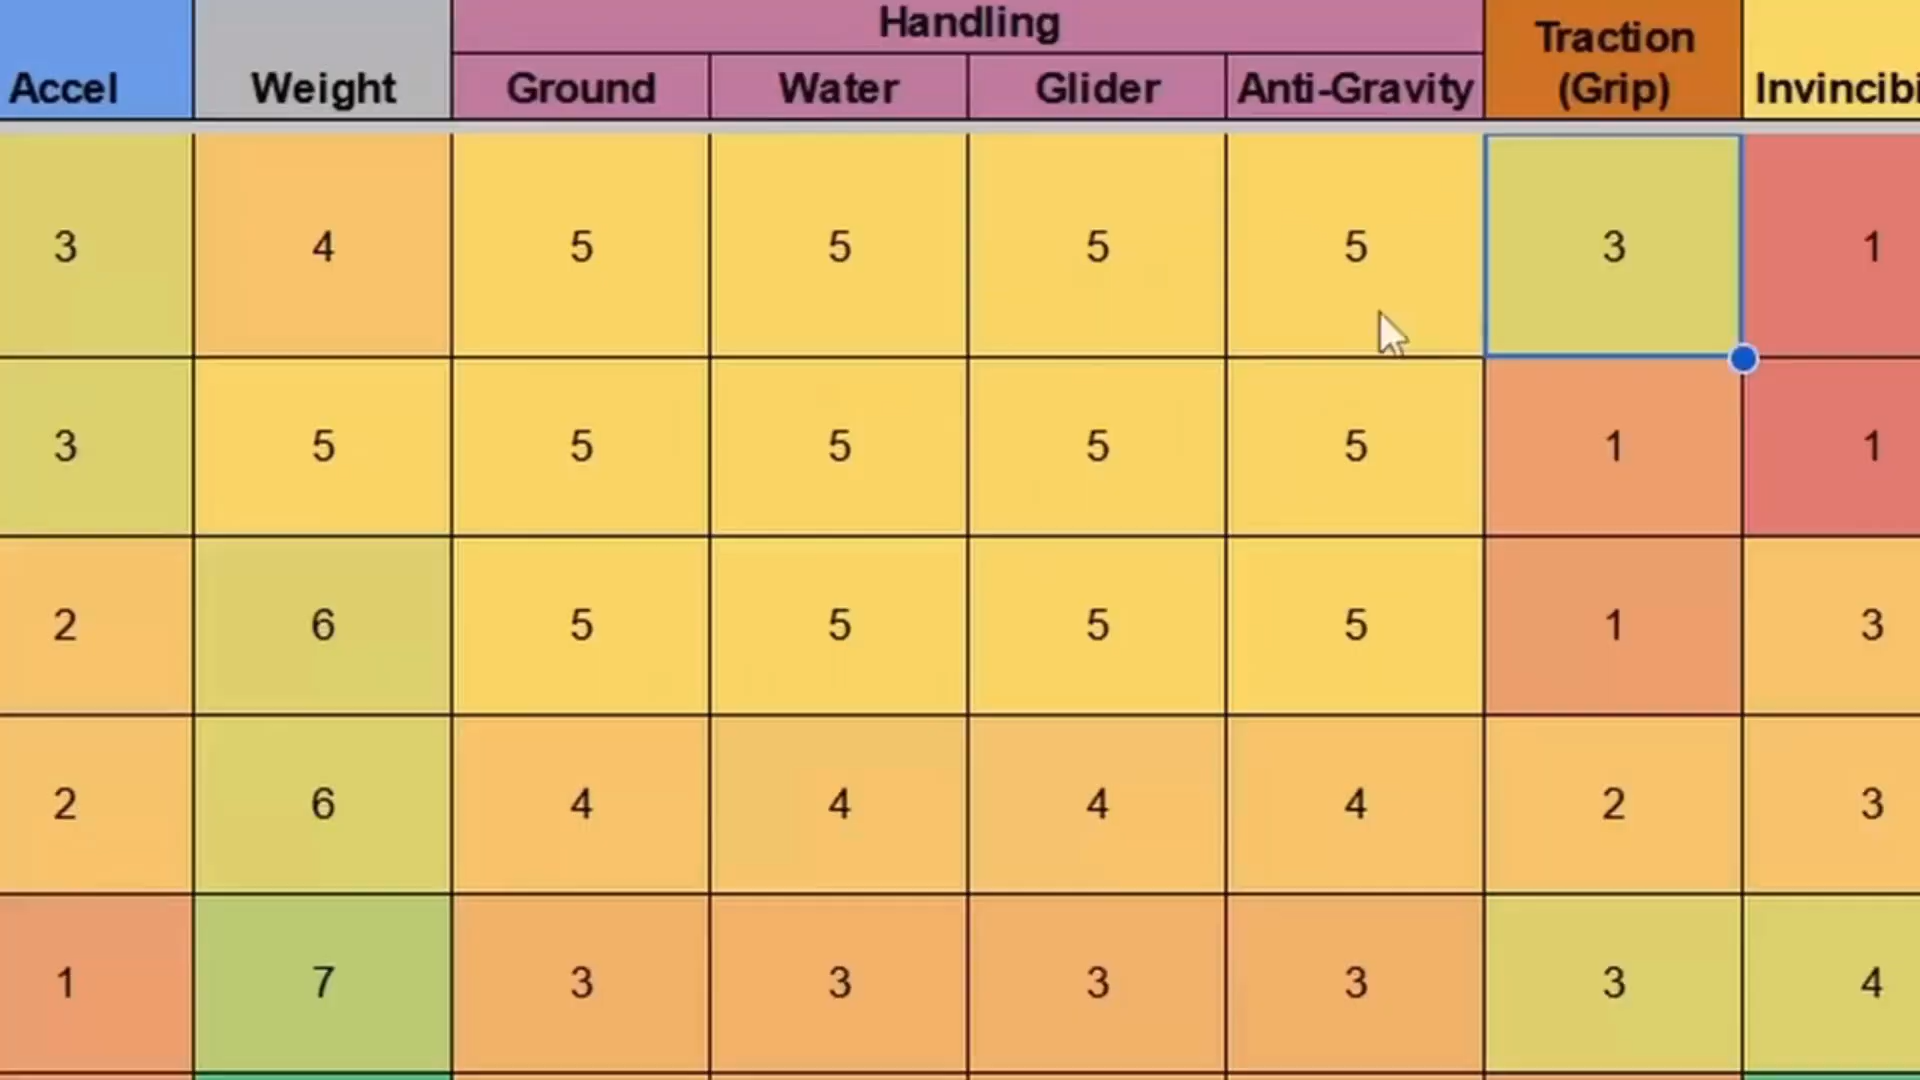 Handling
Accel Weight Ground Water Glider Anti-Gravity Traction (Grip) Invincibi
3 4 5 5 5 5 3 1
3 5 5 5 5 5 1 1
2 6 5 5 5 5 1 3
2 6 4 4 4 4 2 3
1 7 3 3 3 3 3 4